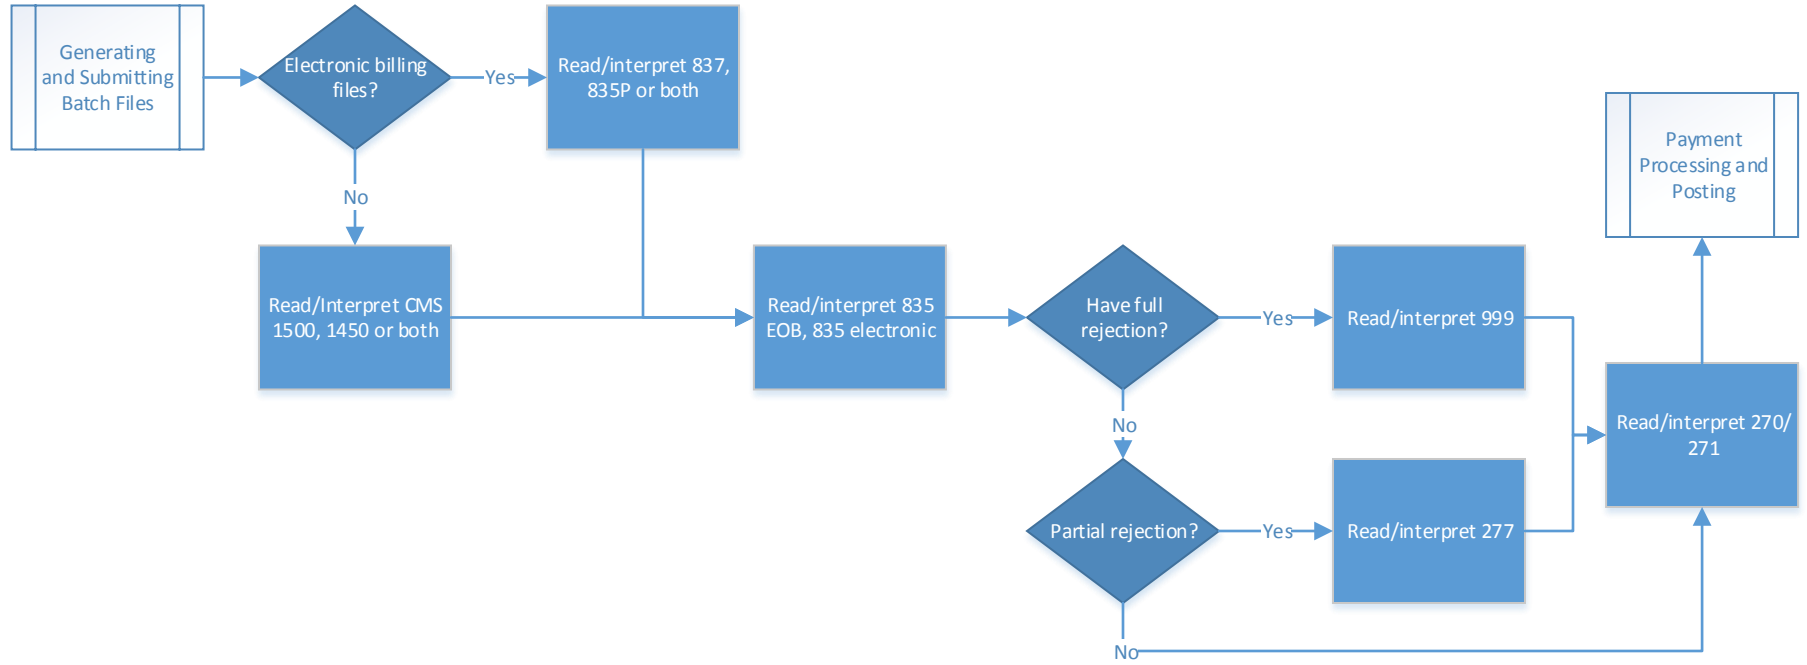 Generating
and Submitting
Batch Files
Electronic billing
files?
Yes
Read/interpret 837,
835P or both
No
Read/Interpret CMS
1500, 1450 or both
Read/interpret 835
EOB, 835 electronic
Have full
rejection?
Yes
Read/interpret 999
No
Partial rejection?
Yes
Read/interpret 277
No
Read/interpret 270/
271
Payment
Processing and
Posting